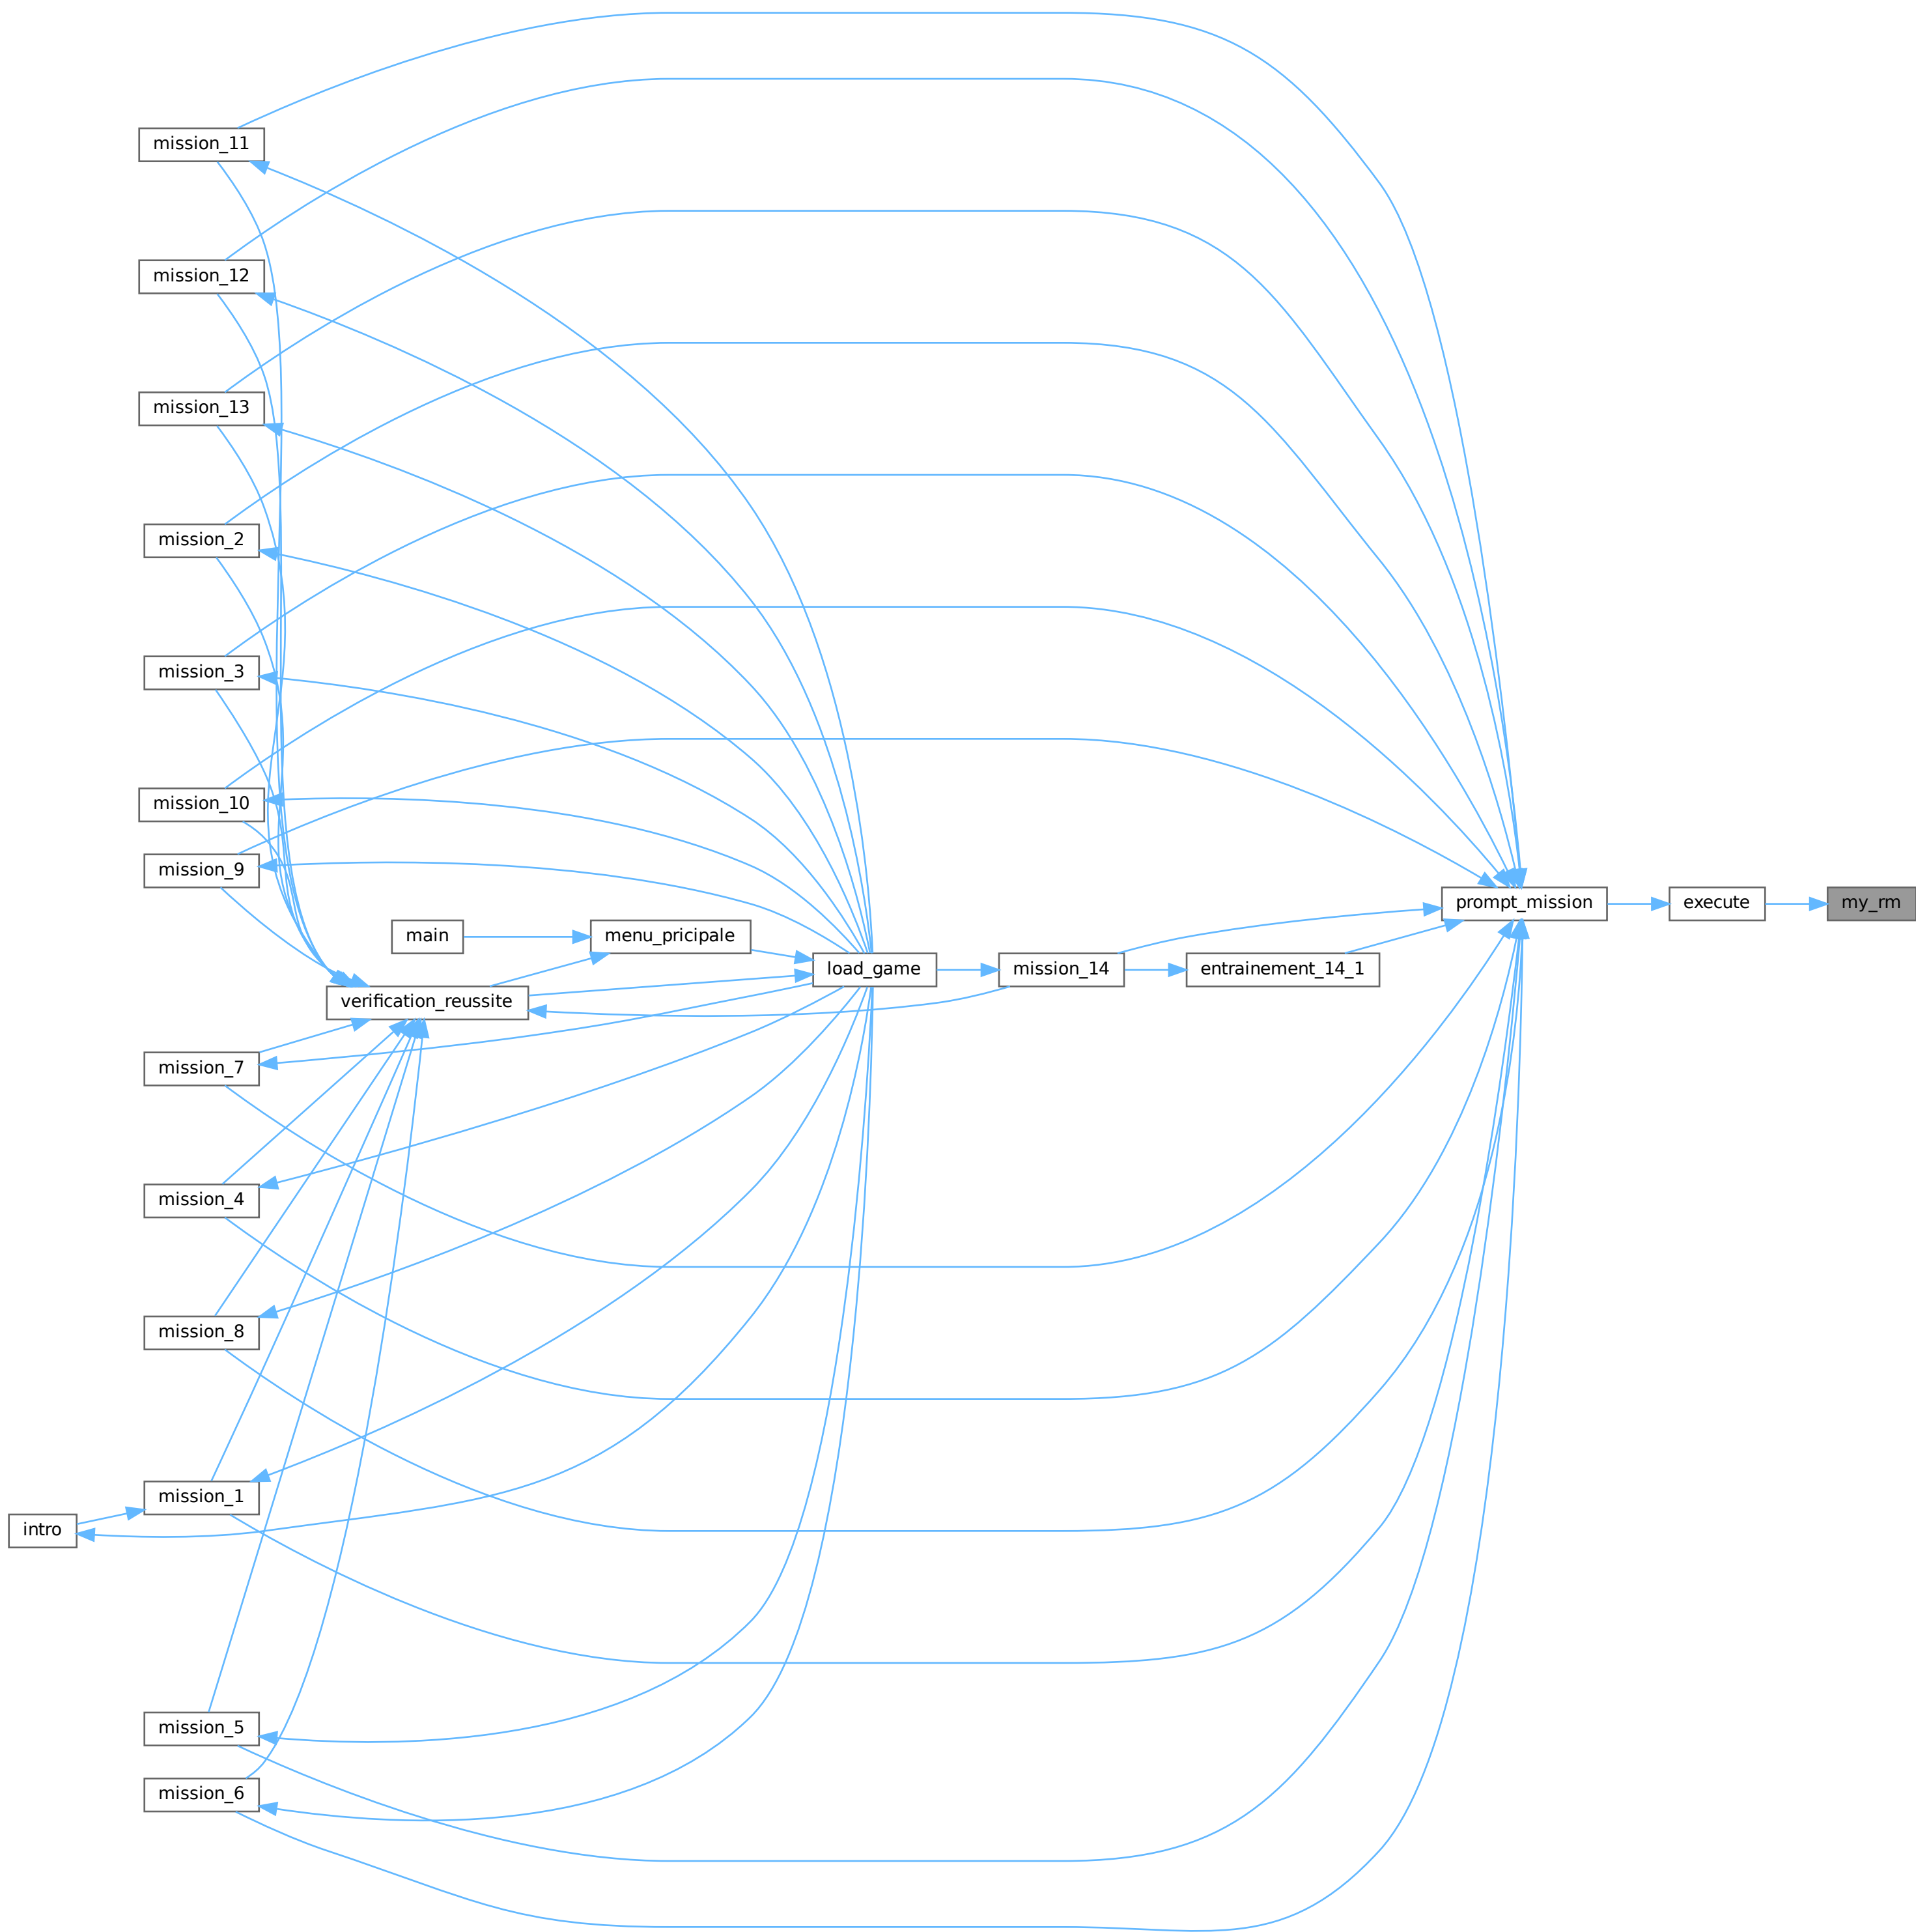 mission_11
mission_12
mission_13
mission_2
mission_3
mission_10
mission_9
prompt_mission
execute
my_rm
main
menu_pricipale
load_game
mission_14
entrainement_14_1
verification_reussite
mission_7
mission_4
mission_8
mission_1
intro
mission_5
mission_6